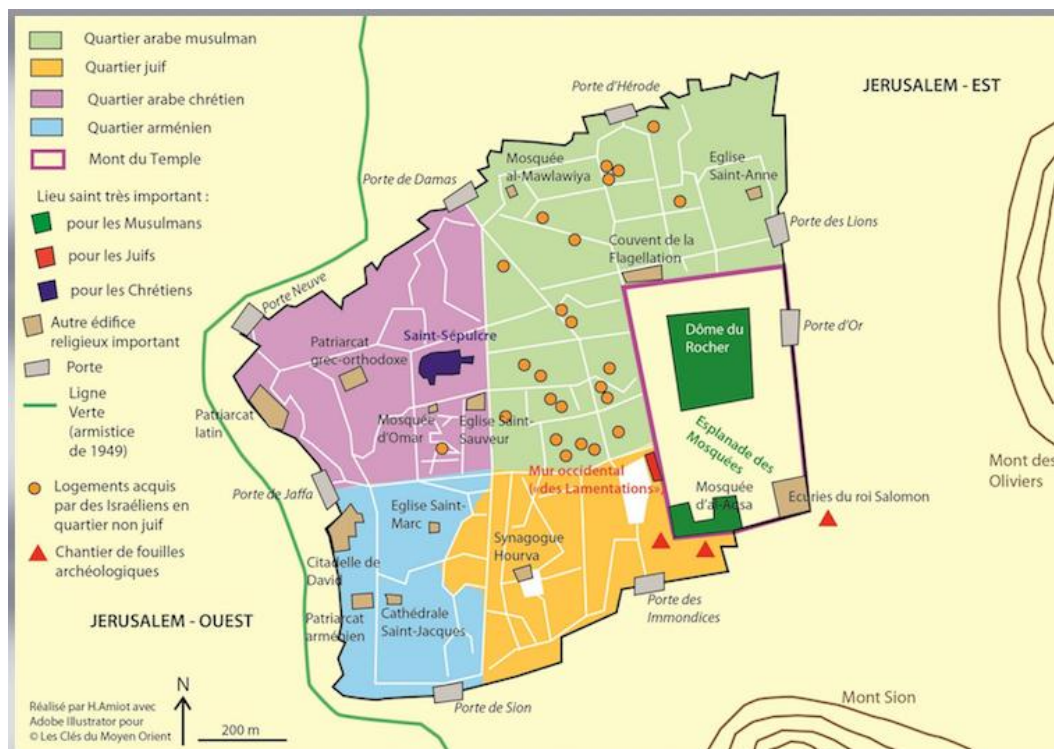 Quartier arabe musulman
Quartier juif
Quartier arabe chrétien
Quartier arménien
Mont du Temple
Lieu saint très important :
pour les Musulmans
pour les Juifs
pour les Chrétiens
Autre édifice
religieux important
Porte
Ligne
Verte
(armistice
de 1949)
Logements acquis
par des Israéliens en
quartier non juif
Chantier de fouilles
archéologiques
JERUSALEM - OUEST
Réalisé par H.Amiot avec
Adobe Illustrator pour
© Les Clés du Moyen Orient
N
200 m
JERUSALEM - EST
Porte d'Hérode
Mosquée
al-Mawlawiya
Eglise
Saint-Anne
Porte de Damas
Porte des Lions
Couvent de la
Flagellation
Porte Neuve
Dôme du
Rocher
Porte d'Or
Saint-Sépulcre
Patriarcat
grec-orthodoxe
Patriarcat
latin
Mosquée
d'Omar
Eglise Saint-
Sauveur
Esplanade des
Mosquées
Mur occidental
(«des Lamentations»)
Mosquée
d'al-Aqsa
Ecuries du roi Salomon
Mont des
Oliviers
Porte de Jaffa
Eglise Saint-
Marc
Synagogue
Hourva
Citadelle de
David
Patriarcat
arménien
Cathédrale
Saint-Jacques
Porte des
Immondices
Porte de Sion
Mont Sion